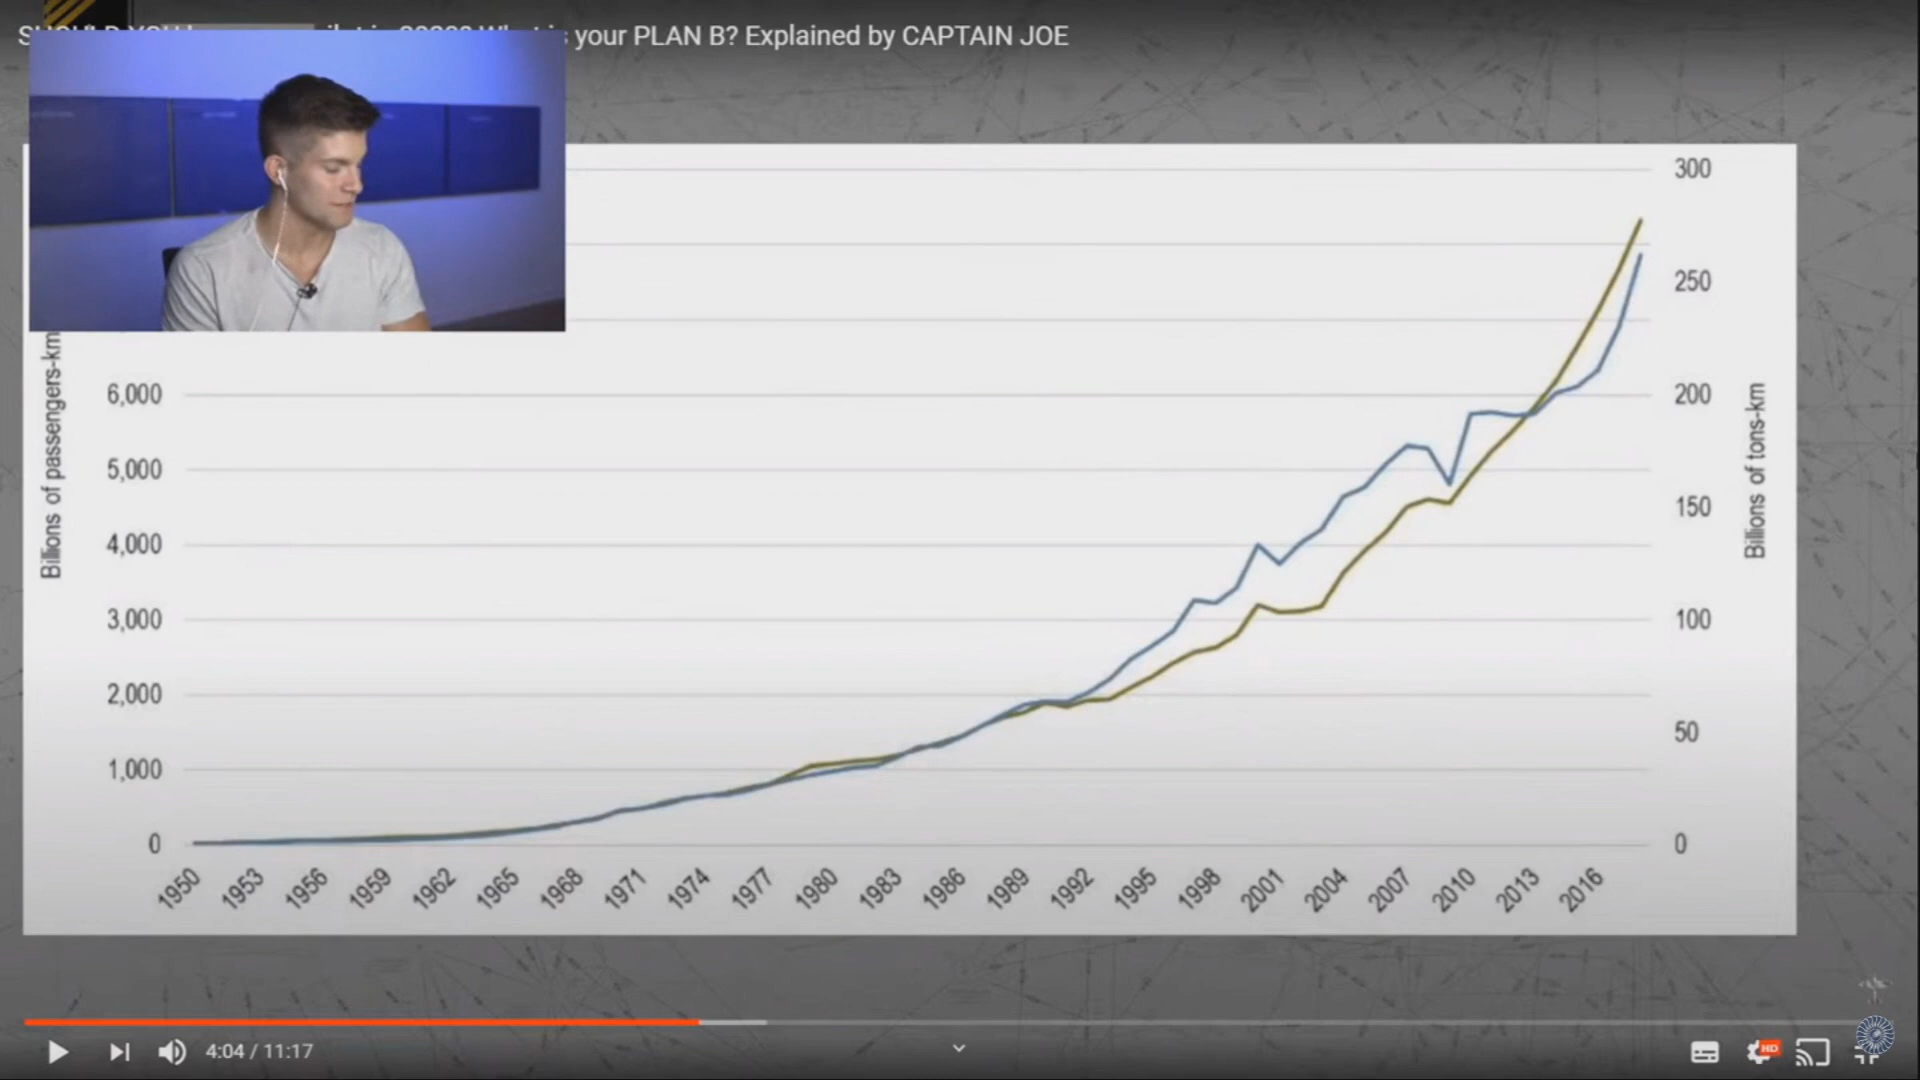 your PLAN B? Explained by CAPTAIN JOE
300
250
6,000
200
5,000
150
4,000
3,000
100
2,000
50
1,000
0
0
Billions of passengers-km
Billions of tons-km
1950 1953 1956 1959 1962 1965 1968 1971 1974 1977 1980 1983 1986 1989 1992 1995 1998 2001 2004 2007 2010 2013 2016
4:04 / 11:17
HD